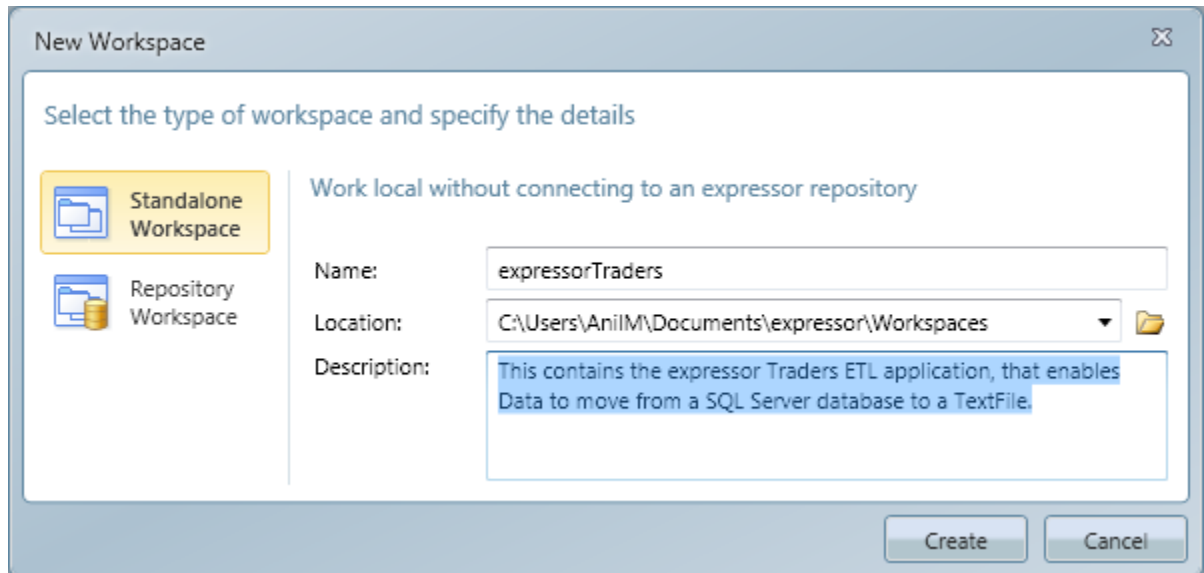 New Workspace
Select the type of workspace and specify the details
Standalone
Workspace
Repository
Workspace
Work local without connecting to an expressor repository
Name: expressorTraders
Location: C:\Users\AnilM\Documents\expressor\Workspaces
Description: This contains the expressor Traders ETL application, that enables
Data to move from a SQL Server database to a TextFile.
Create Cancel